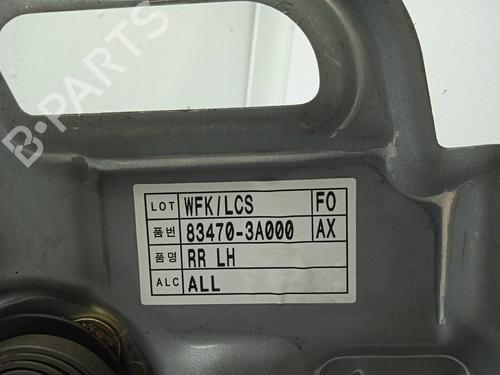 B-PARTS
LOT WFK/LCS FO
품번 83470-3A000 AX
품명 RR LH
ALC ALL